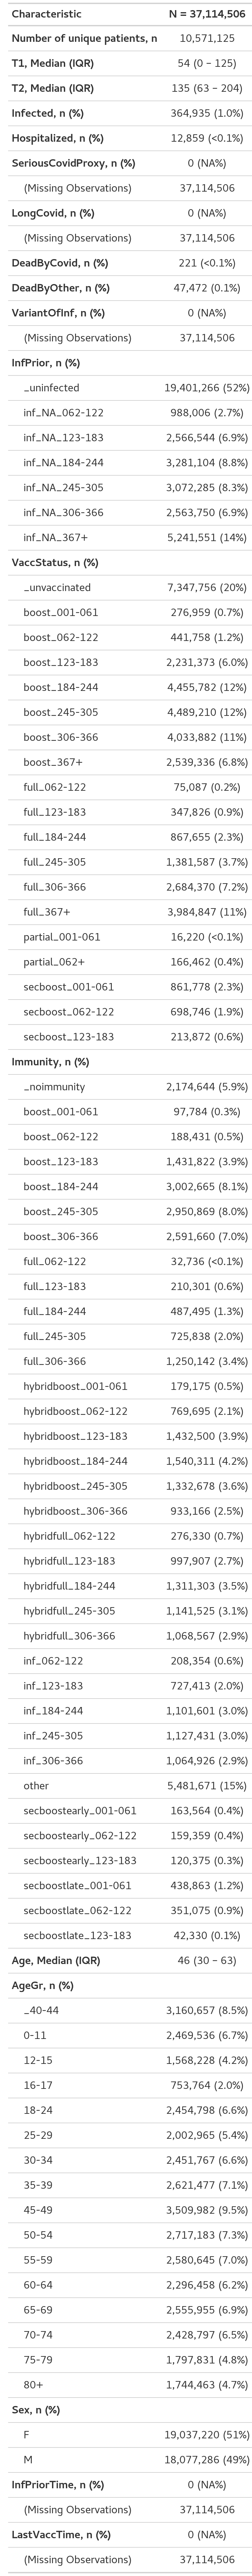 Characteristic N = 37,114,506
Number of unique patients, n 10,571,125
T1, Median (IQR) 54 (0 – 125)
T2, Median (IQR) 135 (63 – 204)
Infected, n (%) 364,935 (1.0%)
Hospitalized, n (%) 12,859 (<0.1%)
SeriousCovidProxy, n (%) 0 (NA%)
(Missing Observations) 37,114,506
LongCovid, n (%) 0 (NA%)
(Missing Observations) 37,114,506
DeadByCovid, n (%) 221 (<0.1%)
DeadByOther, n (%) 47,472 (0.1%)
VariantOfInf, n (%) 0 (NA%)
(Missing Observations) 37,114,506
InfPrior, n (%)
_uninfected 19,401,266 (52%)
inf_NA_062-122 988,006 (2.7%)
inf_NA_123-183 2,566,544 (6.9%)
inf_NA_184-244 3,281,104 (8.8%)
inf_NA_245-305 3,072,285 (8.3%)
inf_NA_306-366 2,563,750 (6.9%)
inf_NA_367+ 5,241,551 (14%)
VaccStatus, n (%)
_unvaccinated 7,347,756 (20%)
boost_001-061 276,959 (0.7%)
boost_062-122 441,758 (1.2%)
boost_123-183 2,231,373 (6.0%)
boost_184-244 4,455,782 (12%)
boost_245-305 4,489,210 (12%)
boost_306-366 4,033,882 (11%)
boost_367+ 2,539,336 (6.8%)
full_062-122 75,087 (0.2%)
full_123-183 347,826 (0.9%)
full_184-244 867,655 (2.3%)
full_245-305 1,381,587 (3.7%)
full_306-366 2,684,370 (7.2%)
full_367+ 3,984,847 (11%)
partial_001-061 16,220 (<0.1%)
partial_062+ 166,462 (0.4%)
secboost_001-061 861,778 (2.3%)
secboost_062-122 698,746 (1.9%)
secboost_123-183 213,872 (0.6%)
Immunity, n (%)
_noimmunity 2,174,644 (5.9%)
boost_001-061 97,784 (0.3%)
boost_062-122 188,431 (0.5%)
boost_123-183 1,431,822 (3.9%)
boost_184-244 3,002,665 (8.1%)
boost_245-305 2,950,869 (8.0%)
boost_306-366 2,591,660 (7.0%)
full_062-122 32,736 (<0.1%)
full_123-183 210,301 (0.6%)
full_184-244 487,495 (1.3%)
full_245-305 725,838 (2.0%)
full_306-366 1,250,142 (3.4%)
hybridboost_001-061 179,175 (0.5%)
hybridboost_062-122 769,695 (2.1%)
hybridboost_123-183 1,432,500 (3.9%)
hybridboost_184-244 1,540,311 (4.2%)
hybridboost_245-305 1,332,678 (3.6%)
hybridboost_306-366 933,166 (2.5%)
hybridfull_062-122 276,330 (0.7%)
hybridfull_123-183 997,907 (2.7%)
hybridfull_184-244 1,311,303 (3.5%)
hybridfull_245-305 1,141,525 (3.1%)
hybridfull_306-366 1,068,567 (2.9%)
inf_062-122 208,354 (0.6%)
inf_123-183 727,413 (2.0%)
inf_184-244 1,101,601 (3.0%)
inf_245-305 1,127,431 (3.0%)
inf_306-366 1,064,926 (2.9%)
other 5,481,671 (15%)
secboostearly_001-061 163,564 (0.4%)
secboostearly_062-122 159,359 (0.4%)
secboostearly_123-183 120,375 (0.3%)
secboostlate_001-061 438,863 (1.2%)
secboostlate_062-122 351,075 (0.9%)
secboostlate_123-183 42,330 (0.1%)
Age, Median (IQR) 46 (30 – 63)
AgeGr, n (%)
_40-44 3,160,657 (8.5%)
0-11 2,469,536 (6.7%)
12-15 1,568,228 (4.2%)
16-17 753,764 (2.0%)
18-24 2,454,798 (6.6%)
25-29 2,002,965 (5.4%)
30-34 2,451,767 (6.6%)
35-39 2,621,477 (7.1%)
45-49 3,509,982 (9.5%)
50-54 2,717,183 (7.3%)
55-59 2,580,645 (7.0%)
60-64 2,296,458 (6.2%)
65-69 2,555,955 (6.9%)
70-74 2,428,797 (6.5%)
75-79 1,797,831 (4.8%)
80+ 1,744,463 (4.7%)
Sex, n (%)
F 19,037,220 (51%)
M 18,077,286 (49%)
InfPriorTime, n (%) 0 (NA%)
(Missing Observations) 37,114,506
LastVaccTime, n (%) 0 (NA%)
(Missing Observations) 37,114,506